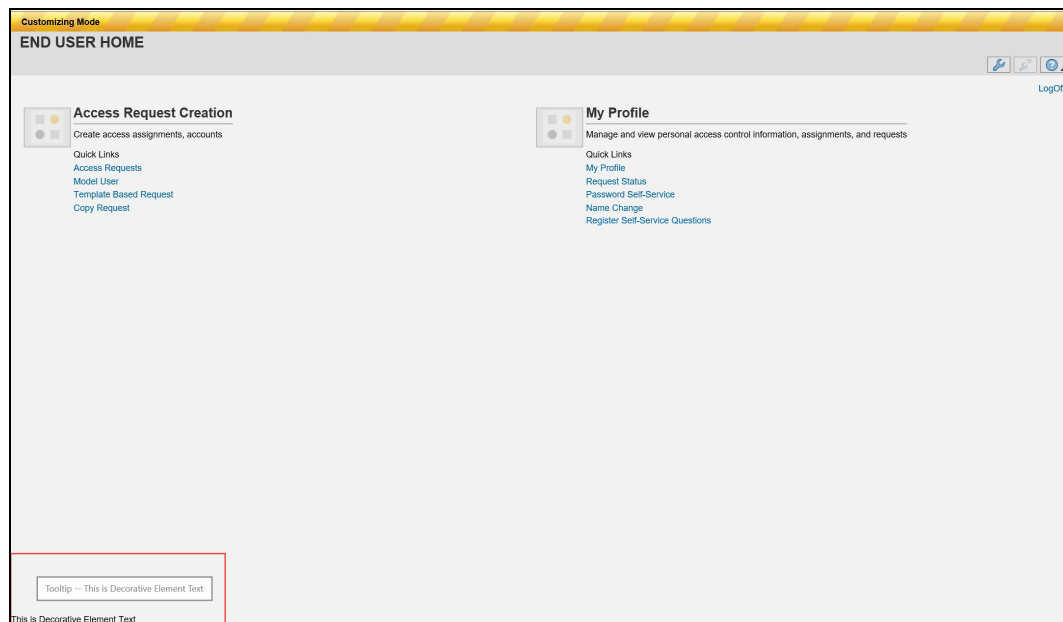 Customizing Mode
END USER HOME
LogOf
Access Request Creation
Create access assignments, accounts
Quick Links
Access Requests
Model User
Template Based Request
Copy Request
My Profile
Manage and view personal access control information, assignments, and requests
Quick Links
My Profile
Request Status
Password Self-Service
Name Change
Register Self-Service Questions
Tooltip -- This is Decorative Element Text
This is Decorative Element Text